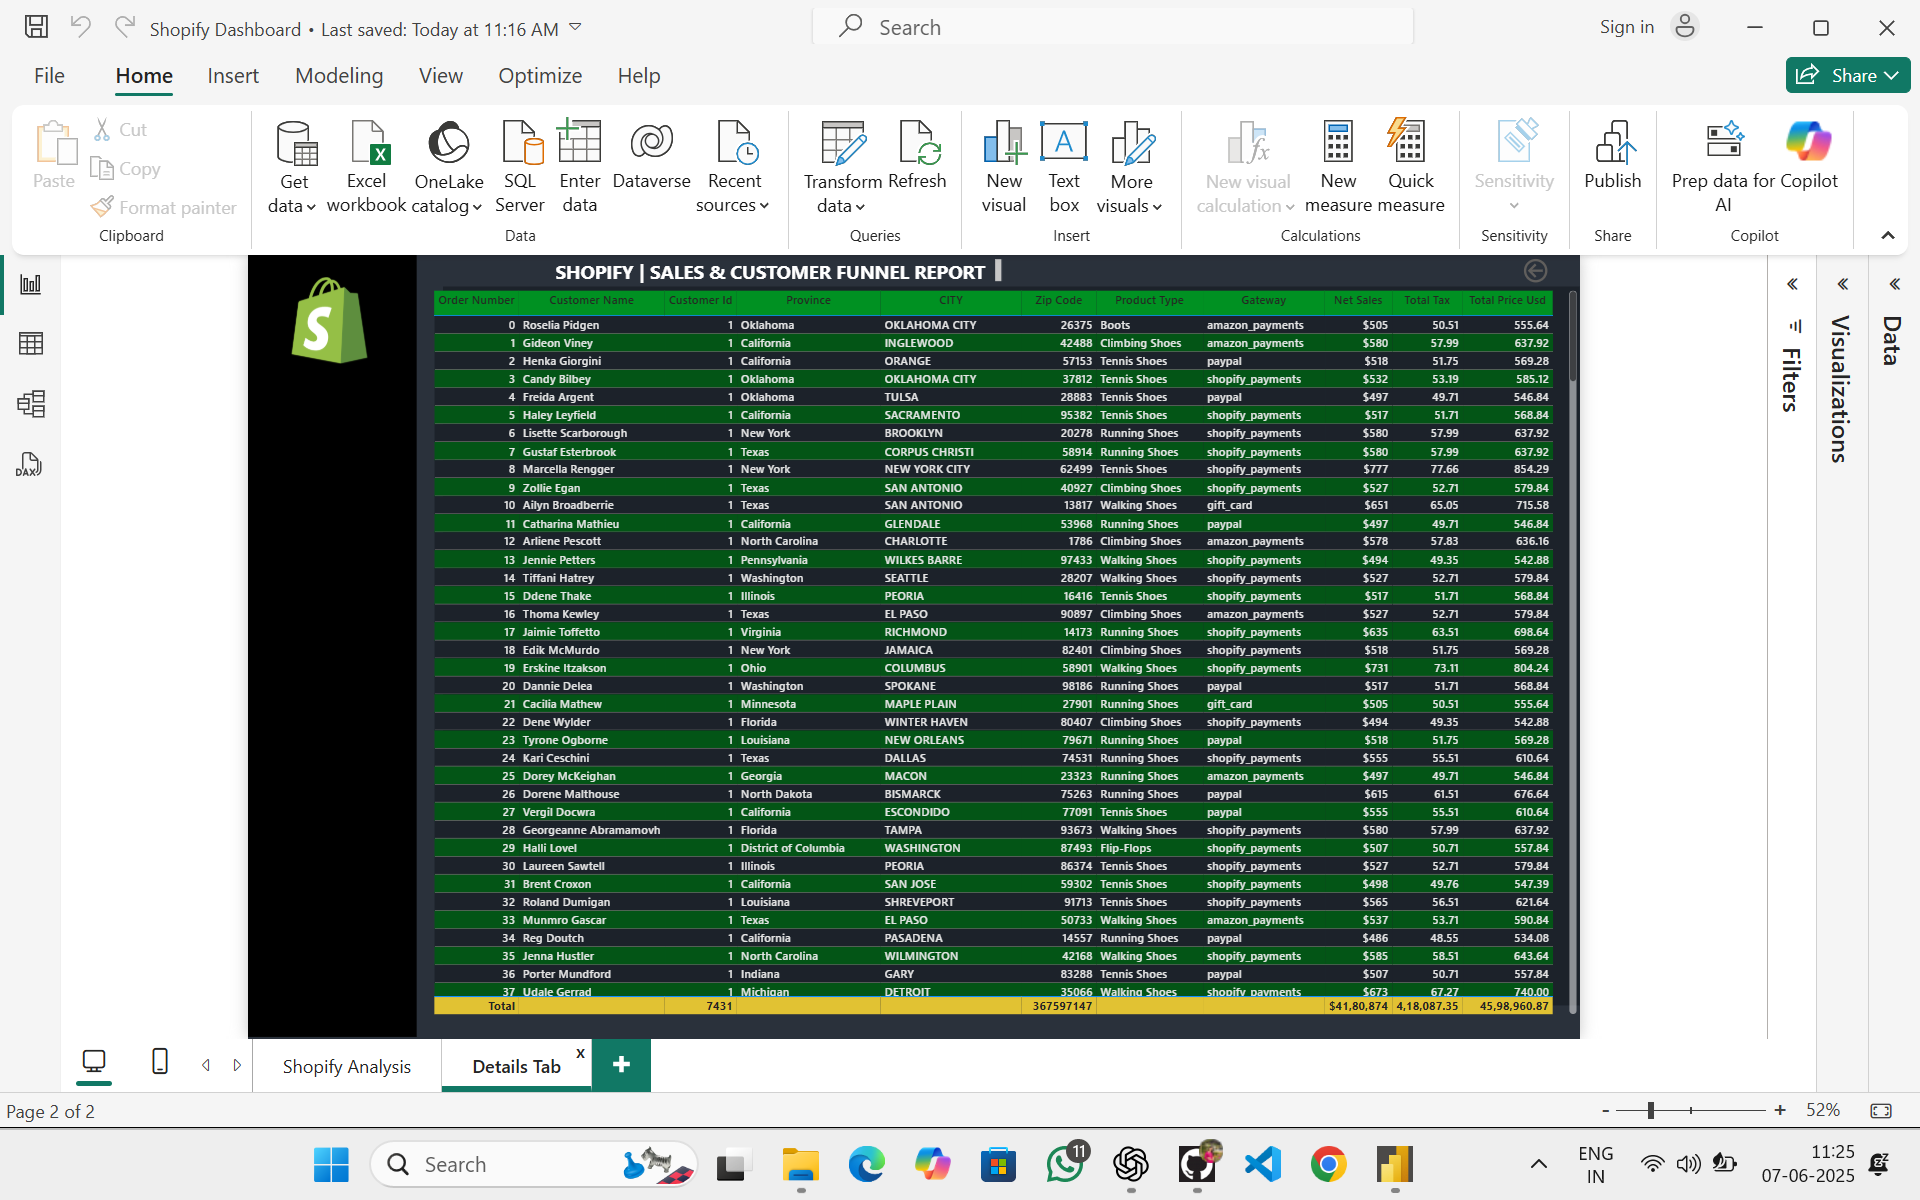 Shopify Dashboard • Last saved: Today at 11:16 AM
Search
Sign in
File Home Insert Modeling View Optimize Help
Share
Paste
Cut
Copy
Format painter
Clipboard
Get data
Excel workbook
OneLake catalog
SQL Server
Enter data
Dataverse
Recent sources
Data
Transform data
Refresh
Queries
New visual
Text box
More visuals
Insert
New visual calculation
New measure
Quick measure
Calculations
Sensitivity
Sensitivity
Publish
Share
Prep data for AI
Copilot
Copilot
DAX
SHOPIFY | SALES & CUSTOMER FUNNEL REPORT
Order Number Customer Name Customer Id Province CITY Zip Code Product Type Gateway Net Sales Total Tax Total Price Usd
0 Roselia Pidgen 1 Oklahoma OKLAHOMA CITY 26375 Boots amazon_payments $505 50.51 555.64
1 Gideon Viney 1 California INGLEWOOD 42488 Climbing Shoes amazon_payments $580 57.99 637.92
2 Henka Giorgini 1 California ORANGE 57153 Tennis Shoes paypal $518 51.75 569.28
3 Candy Bilbey 1 Oklahoma OKLAHOMA CITY 37812 Tennis Shoes shopify_payments $532 53.19 585.12
4 Freida Argent 1 Oklahoma TULSA 28883 Tennis Shoes paypal $497 49.71 546.84
5 Haley Leyfield 1 California SACRAMENTO 95382 Tennis Shoes shopify_payments $517 51.71 568.84
6 Lisette Scarborough 1 New York BROOKLYN 20278 Running Shoes shopify_payments $580 57.99 637.92
7 Gustaf Esterbrook 1 Texas CORPUS CHRISTI 58914 Running Shoes shopify_payments $580 57.99 637.92
8 Marcella Rengger 1 New York NEW YORK CITY 62499 Tennis Shoes shopify_payments $777 77.66 854.29
9 Zollie Egan 1 Texas SAN ANTONIO 40927 Climbing Shoes shopify_payments $527 52.71 579.84
10 Ailyn Broadberrie 1 Texas SAN ANTONIO 13817 Walking Shoes gift_card $651 65.05 715.58
11 Catharina Mathieu 1 California GLENDALE 53968 Running Shoes paypal $497 49.71 546.84
12 Arliene Pescott 1 North Carolina CHARLOTTE 1786 Climbing Shoes amazon_payments $578 57.83 636.16
13 Jennie Petters 1 Pennsylvania WILKES BARRE 97433 Walking Shoes shopify_payments $494 49.35 542.88
14 Tiffani Hatrey 1 Washington SEATTLE 28207 Walking Shoes shopify_payments $527 52.71 579.84
15 Ddene Thake 1 Illinois PEORIA 16416 Tennis Shoes shopify_payments $517 51.71 568.84
16 Thoma Kewley 1 Texas EL PASO 90897 Climbing Shoes amazon_payments $527 52.71 579.84
17 Jaimie Toffetto 1 Virginia RICHMOND 14173 Running Shoes shopify_payments $635 63.51 698.64
18 Edik McMurdo 1 New York JAMAICA 82401 Climbing Shoes shopify_payments $518 51.75 569.28
19 Erskine Itzakson 1 Ohio COLUMBUS 58901 Walking Shoes shopify_payments $731 73.11 804.24
20 Dannie Delea 1 Washington SPOKANE 98186 Running Shoes paypal $517 51.71 568.84
21 Cacilia Mathew 1 Minnesota MAPLE PLAIN 27901 Running Shoes gift_card $505 50.51 555.64
22 Dene Wylder 1 Florida WINTER HAVEN 80407 Climbing Shoes shopify_payments $494 49.35 542.88
23 Tyrone Ogborne 1 Louisiana NEW ORLEANS 79671 Running Shoes paypal $518 51.75 569.28
24 Kari Ceschini 1 Texas DALLAS 74531 Running Shoes shopify_payments $555 55.51 610.64
25 Dorey McKeighan 1 Georgia MACON 23323 Running Shoes amazon_payments $497 49.71 546.84
26 Dorene Malthouse 1 North Dakota BISMARCK 75263 Running Shoes paypal $615 61.51 676.64
27 Vergil Docwra 1 California ESCONDIDO 77091 Tennis Shoes paypal $555 55.51 610.64
28 Georgeanne Abramamovh 1 Florida TAMPA 93673 Walking Shoes shopify_payments $580 57.99 637.92
29 Halli Lovel 1 District of Columbia WASHINGTON 87493 Flip-Flops shopify_payments $507 50.71 557.84
30 Laureen Sawtell 1 Illinois PEORIA 86374 Tennis Shoes shopify_payments $527 52.71 579.84
31 Brent Croxon 1 California SAN JOSE 59302 Tennis Shoes shopify_payments $498 49.76 547.39
32 Roland Dumigan 1 Louisiana SHREVEPORT 91713 Tennis Shoes shopify_payments $565 56.51 621.64
33 Munmro Gascar 1 Texas EL PASO 50733 Walking Shoes amazon_payments $537 53.71 590.84
34 Reg Doutch 1 California PASADENA 14557 Running Shoes paypal $486 48.55 534.08
35 Jenna Hustler 1 North Carolina WILMINGTON 42168 Walking Shoes shopify_payments $585 58.51 643.64
36 Porter Mundford 1 Indiana GARY 83288 Tennis Shoes paypal $507 50.71 557.84
37 Udale Gerrad 1 Michigan DETROIT 35066 Walking Shoes shopify_payments $673 67.27 740.00
Total 7431 367597147 $41,80,874 4,18,087.35 45,98,960.87
Filters
Visualizations
Data
Shopify Analysis
Details Tab x
+
Page 2 of 2
- + 52%
Search
11
ENG
IN
11:25
07-06-2025